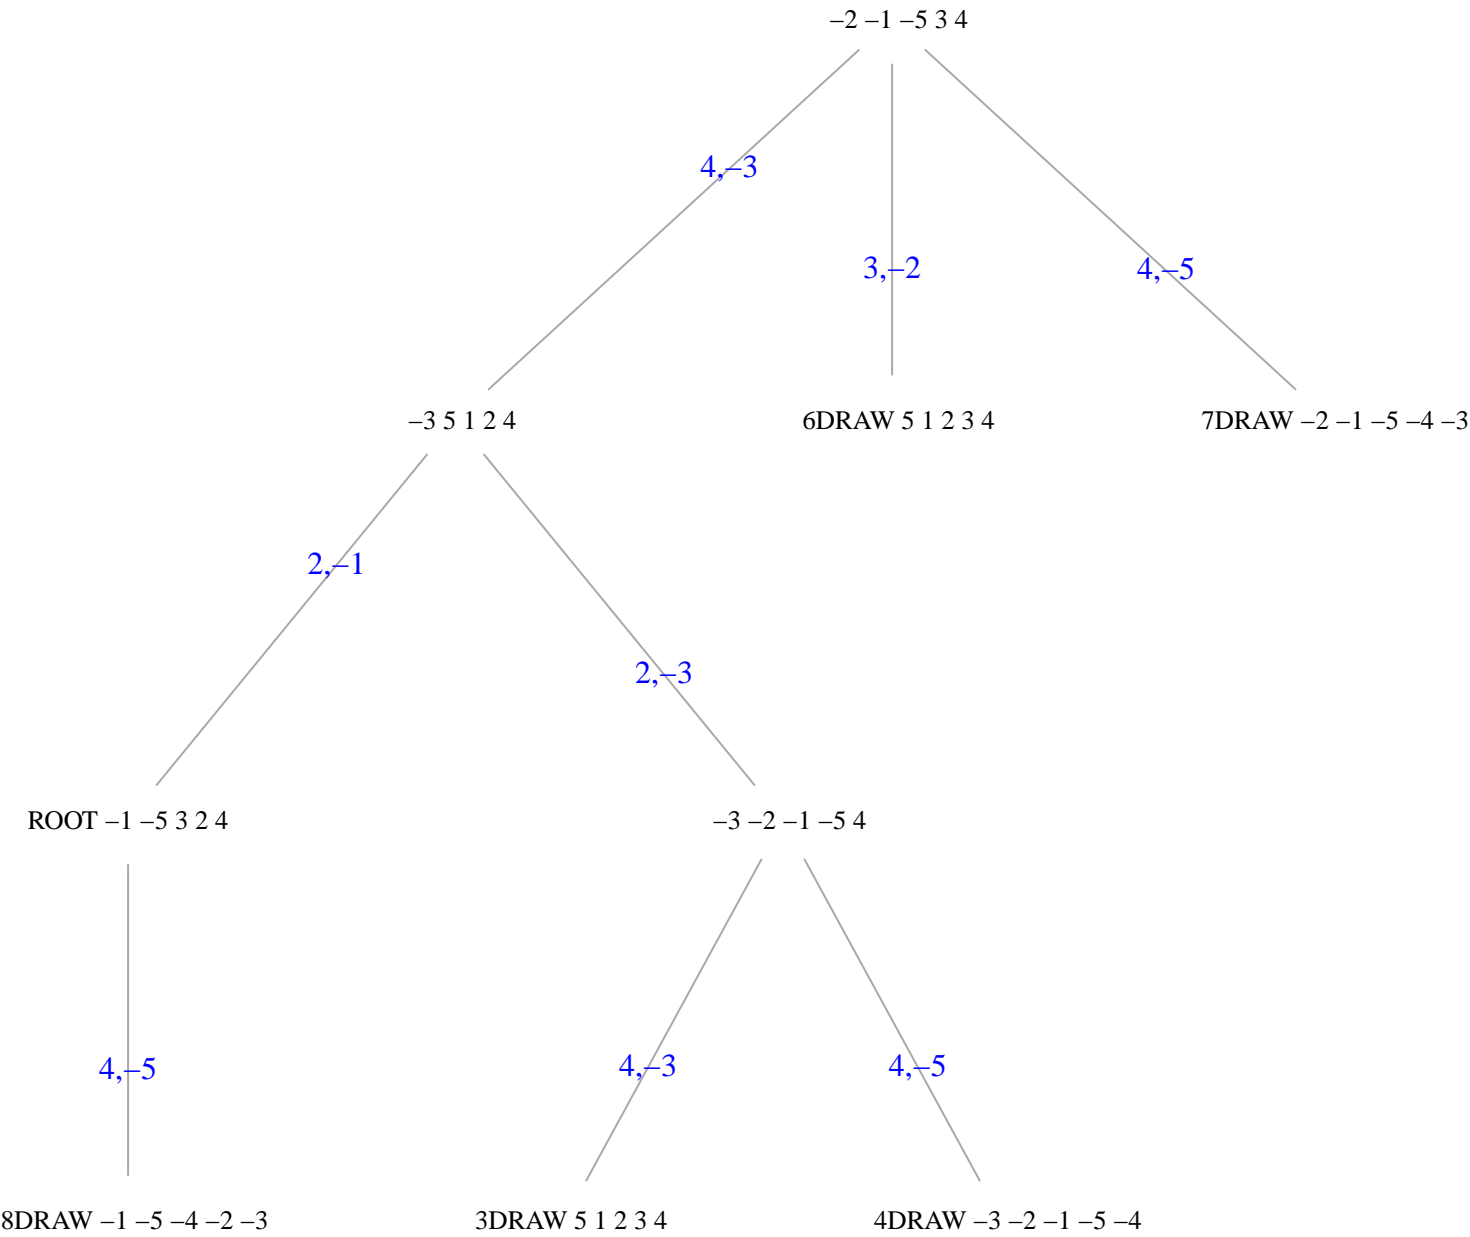 –2 –1 –5 3 4
4,–3
3,–2
4,–5
–3 5 1 2 4
6DRAW 5 1 2 3 4
7DRAW –2 –1 –5 –4 –3
2,–1
2,–3
ROOT –1 –5 3 2 4
–3 –2 –1 –5 4
4,–5
4,–3
4,–5
8DRAW –1 –5 –4 –2 –3
3DRAW 5 1 2 3 4
4DRAW –3 –2 –1 –5 –4